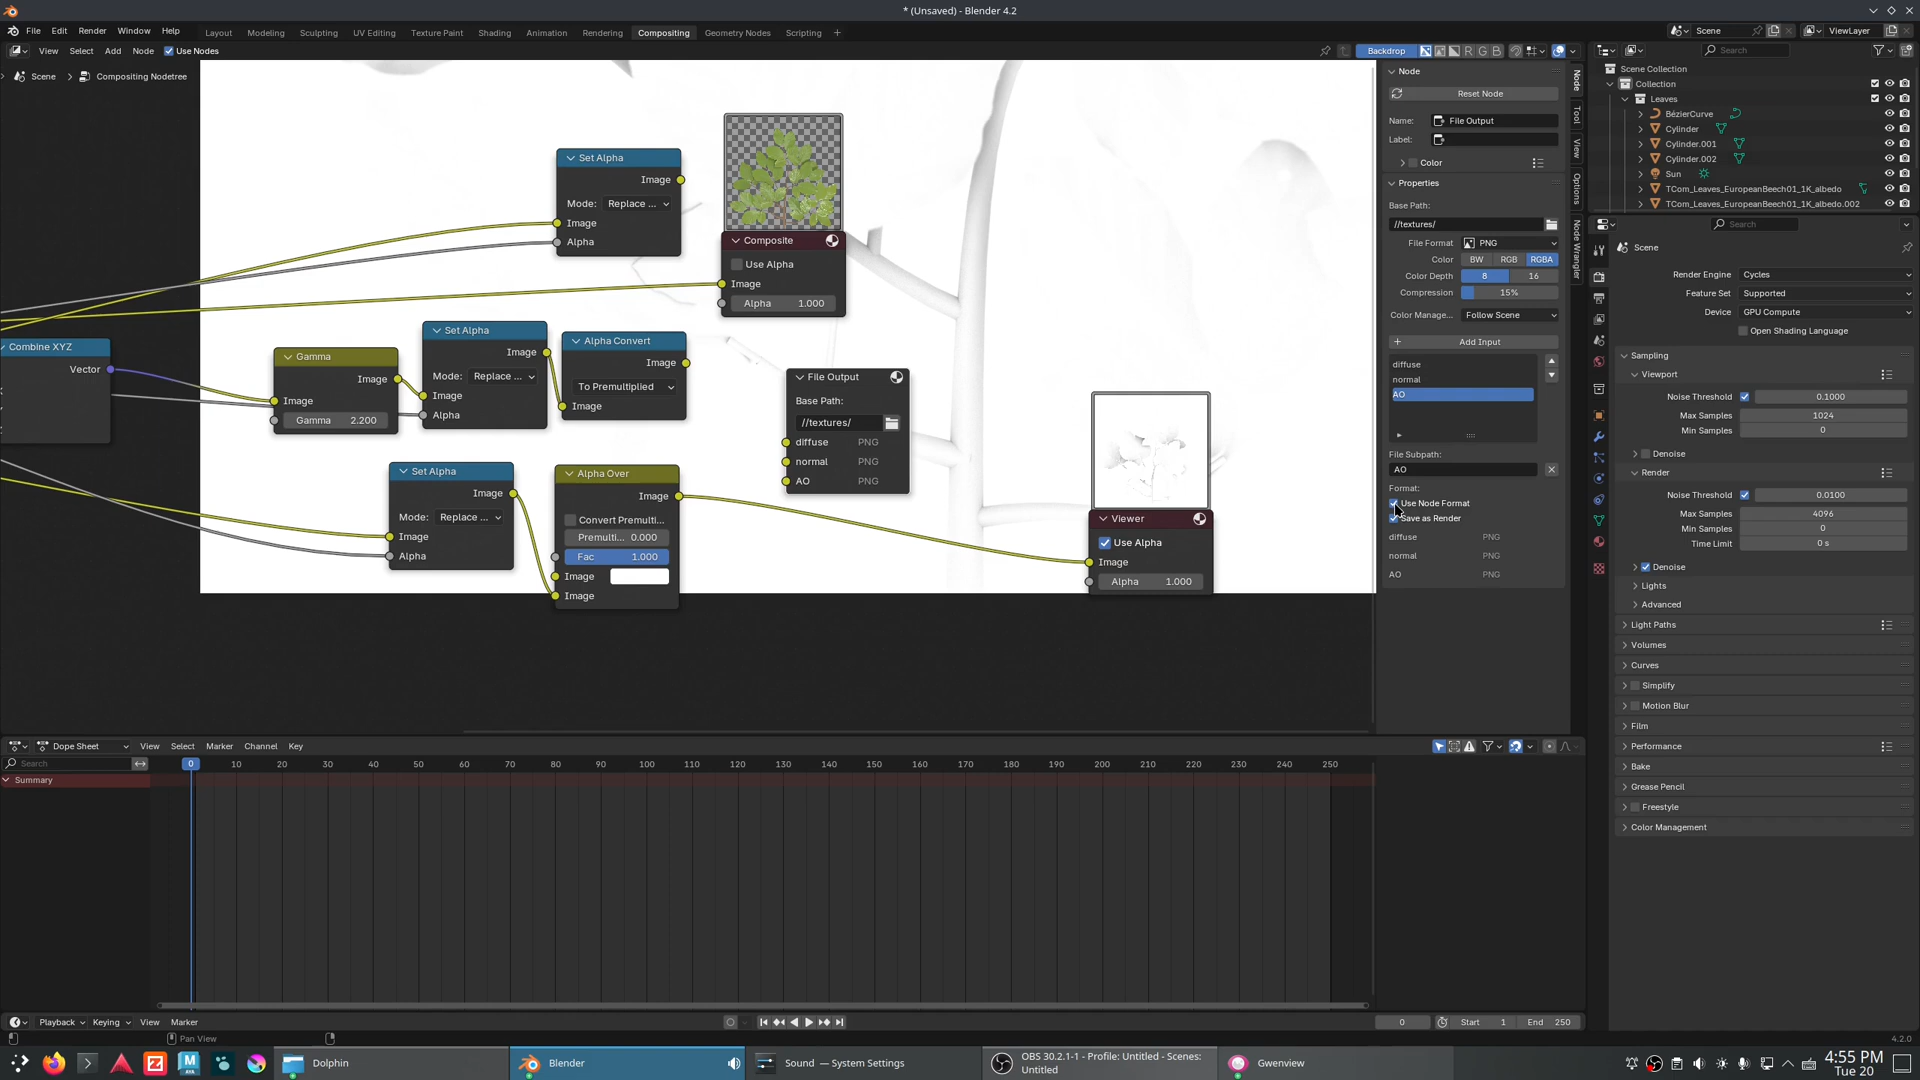 * (Unsaved) - Blender 4.2
File Edit Render Window Help Layout Modeling Sculpting UV Editing Texture Paint Shading Animation Rendering Compositing Geometry Nodes Scripting + Scene ViewLayer
View Select Add Node Use Nodes Backdrop R G B Search
Scene > Compositing Nodetree
Scene Collection
Collection
Leaves
BézierCurve
Cylinder
Cylinder.001
Cylinder.002
Sun
TCom_Leaves_EuropeanBeech01_1K_albedo
TCom_Leaves_EuropeanBeech01_1K_albedo.002
Set Alpha
Image
Mode: Replace ...
Image
Alpha
Composite
Use Alpha
Image
Alpha 1.000
Combine XYZ
Vector
Gamma
Image
Image
Gamma 2.200
Set Alpha
Image
Mode: Replace ...
Image
Alpha
Alpha Convert
Image
To Premultiplied
Image
File Output
Base Path:
//textures/
diffuse PNG
normal PNG
AO PNG
Set Alpha
Image
Mode: Replace ...
Image
Alpha
Alpha Over
Image
Convert Premulti...
Premulti... 0.000
Fac 1.000
Image
Image
Viewer
Use Alpha
Image
Alpha 1.000
Node
Reset Node
Name: File Output
Label:
Color
Properties
Base Path:
//textures/
File Format PNG
Color BW RGB RGBA
Color Depth 8 16
Compression 15%
Color Manage... Follow Scene
Add Input
diffuse
normal
AO
File Subpath:
AO
Format:
Use Node Format
Save as Render
diffuse PNG
normal PNG
AO PNG
Node
Tool
View
Options
Node Wrangler
Search
Scene
Render Engine Cycles
Feature Set Supported
Device GPU Compute
Open Shading Language
Sampling
Viewport
Noise Threshold 0.1000
Max Samples 1024
Min Samples 0
Denoise
Render
Noise Threshold 0.0100
Max Samples 4096
Min Samples 0
Time Limit 0 s
Denoise
Lights
Advanced
Light Paths
Volumes
Curves
Simplify
Motion Blur
Film
Performance
Bake
Grease Pencil
Freestyle
Color Management
Dope Sheet View Select Marker Channel Key
Search 0 10 20 30 40 50 60 70 80 90 100 110 120 130 140 150 160 170 180 190 200 210 220 230 240 250
Summary
Playback Keying View Marker 0 Start 1 End 250
Pan View 4.2.0
Dolphin Blender Sound — System Settings OBS 30.2.1-1 - Profile: Untitled - Scenes: Untitled Gwenview
4:55 PM
Tue 20